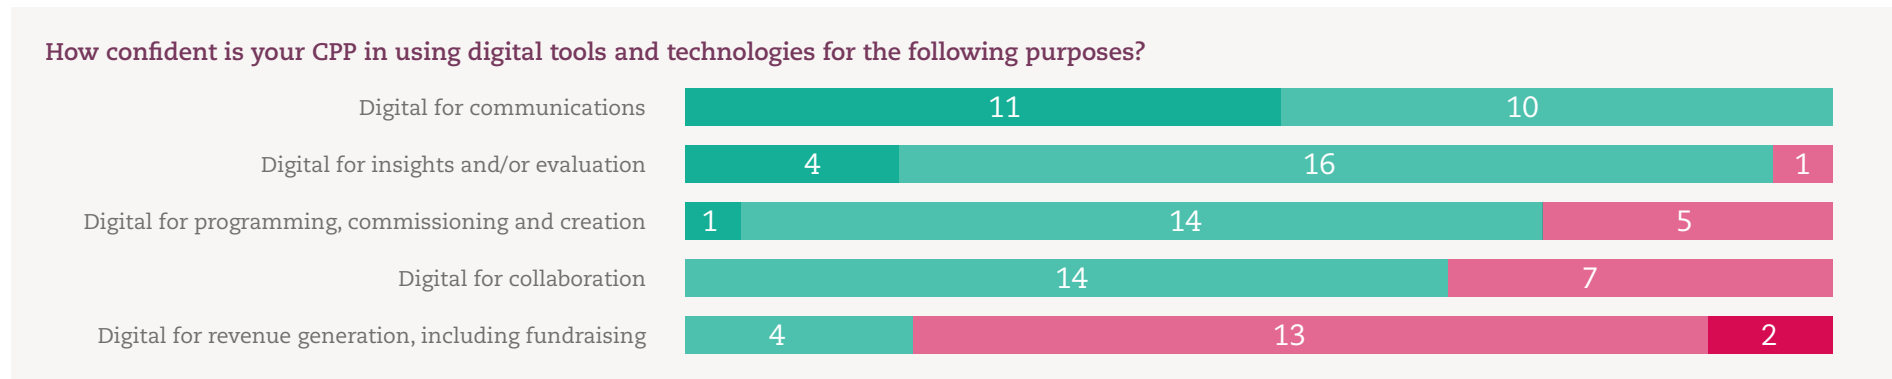 How confident is your CPP in using digital tools and technologies for the following purposes?
Digital for communications 11 10
Digital for insights and/or evaluation 4 16 1
Digital for programming, commissioning and creation 1 14 5
Digital for collaboration 14 7
Digital for revenue generation, including fundraising 4 13 2